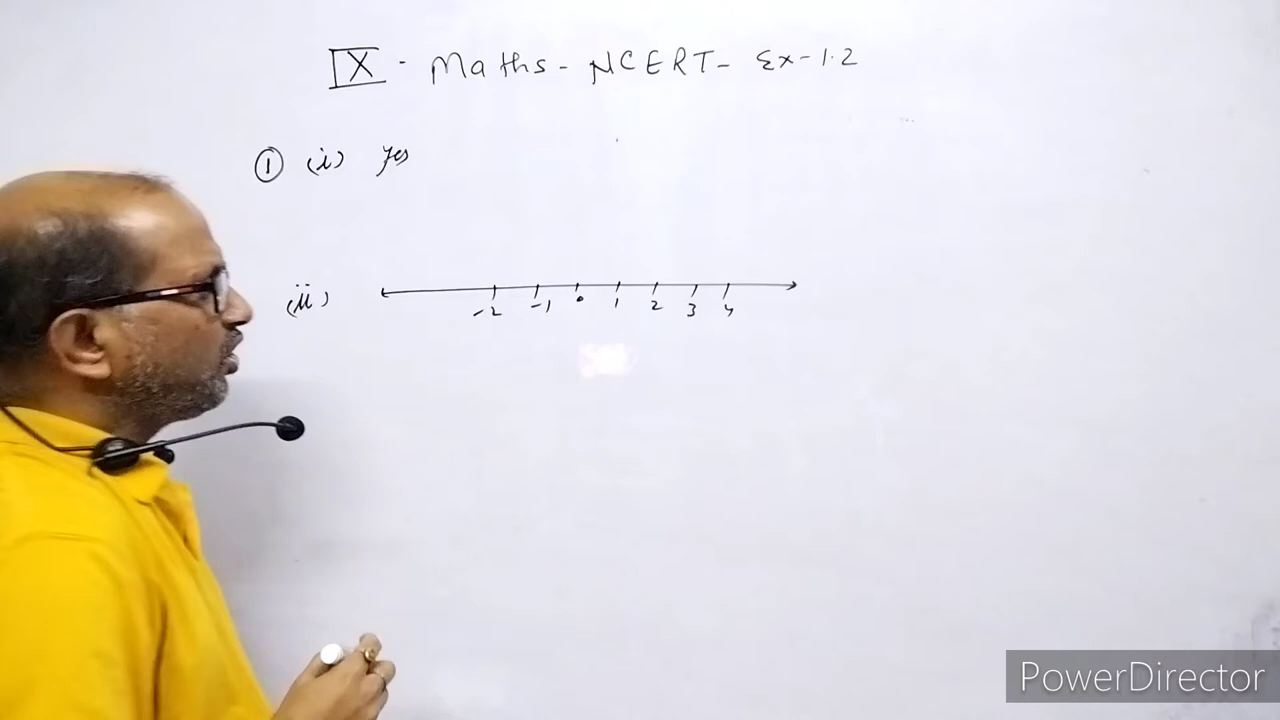 IX - Maths - NCERT - Ex-1.2
① (i) Yes
(ii)
-2 -1 0 1 2 3 4
PowerDirector